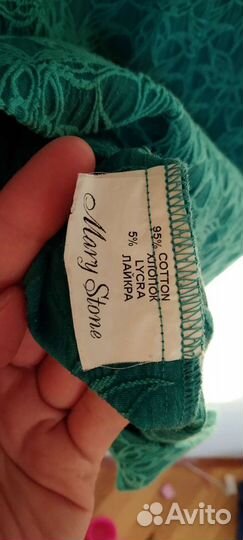 Mary Stone
95% COTTON
ХЛОПОК
LYCRA
5% ЛАЙКРА
Avito